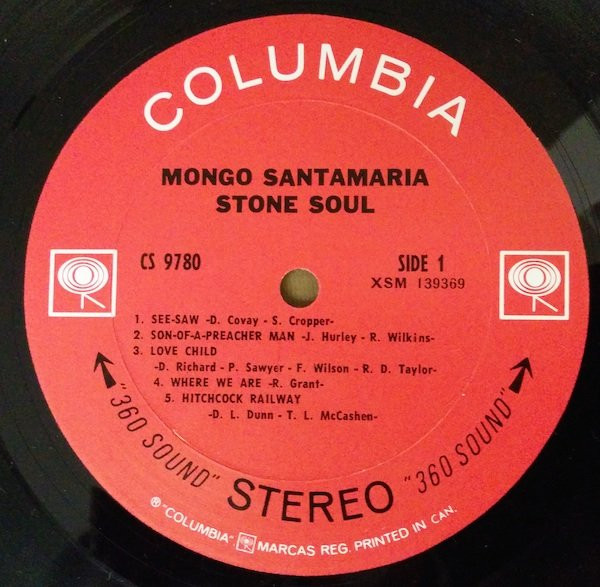 COLUMBIA
MONGO SANTAMARIA
STONE SOUL
CS 9780
SIDE 1
XSM 139369
1. SEE-SAW -D. Covay - S. Cropper-
2. SON-OF-A-PREACHER MAN -J. Hurley - R. Wilkins-
3. LOVE CHILD
-D. Richard - P. Sawyer - F. Wilson - R. D. Taylor-
4. WHERE WE ARE -R. Grant-
5. HITCHCOCK RAILWAY
-D. L. Dunn - T. L. McCashen-
"360 SOUND" STEREO "360 SOUND"
® "COLUMBIA" MARCAS REG. PRINTED IN CAN.